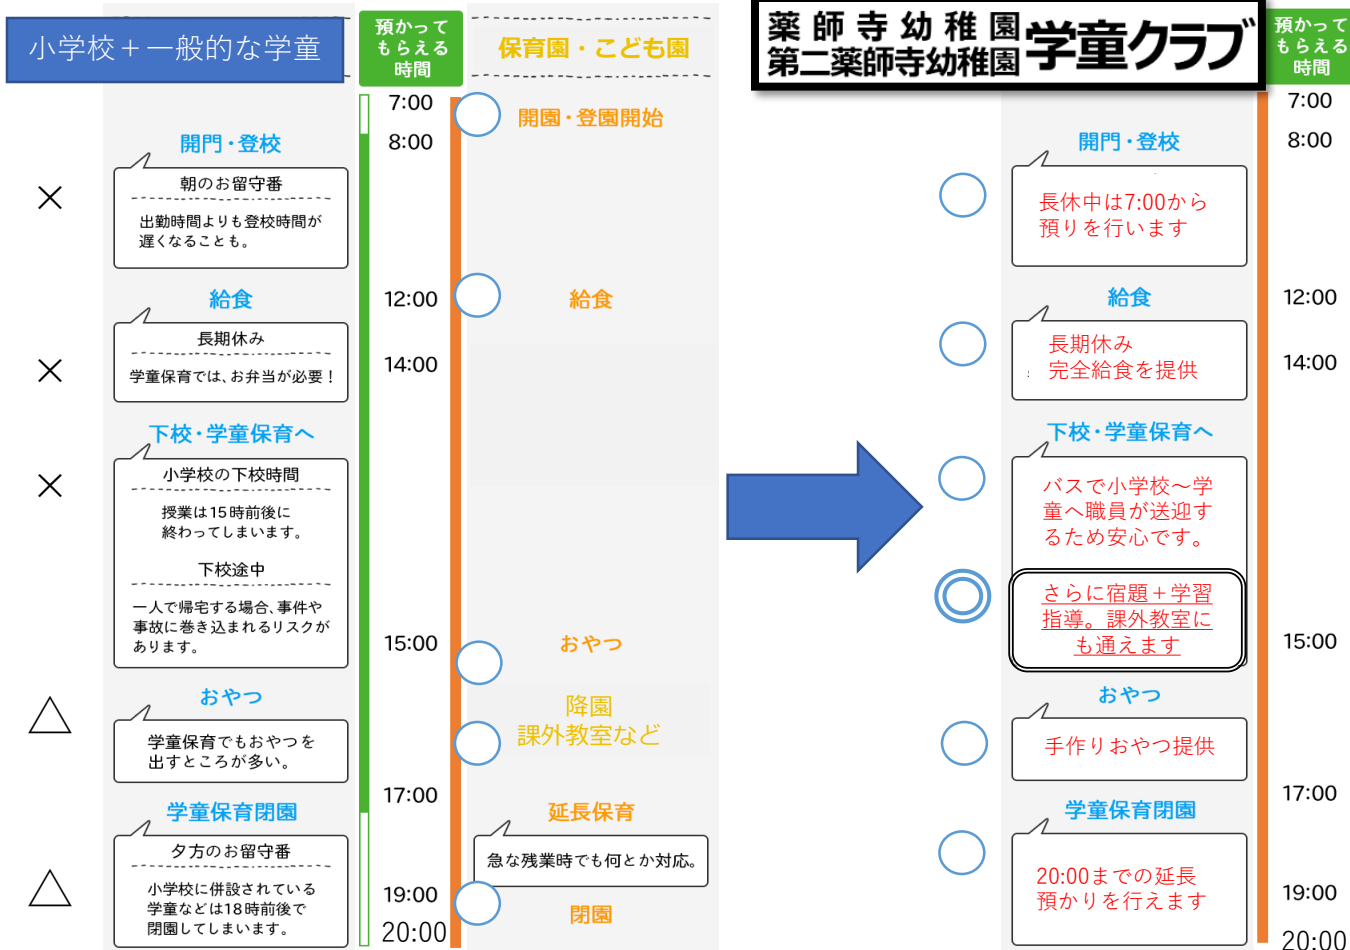 小学校＋一般的な学童
開門・登校
×
朝のお留守番
出勤時間よりも登校時間が
遅くなることも。
給食
×
長期休み
学童保育では、お弁当が必要！
下校・学童保育へ
×
小学校の下校時間
授業は15時前後に
終わってしまいます。
下校途中
一人で帰宅する場合、事件や
事故に巻き込まれるリスクが
あります。
おやつ
△
学童保育でもおやつを
出すところが多い。
学童保育閉園
△
夕方のお留守番
小学校に併設されている
学童などは18時前後で
閉園してしまいます。
預かって
もらえる
時間
7:00
8:00
12:00
14:00
15:00
17:00
19:00
20:00
保育園・こども園
開園・登園開始
給食
おやつ
降園
課外教室など
延長保育
急な残業時でも何とか対応。
閉園
薬師寺幼稚園
第二薬師寺幼稚園
学童クラブ
開門・登校
長休中は7:00から
預りを行います
給食
長期休み
完全給食を提供
下校・学童保育へ
バスで小学校～学
童へ職員が送迎す
るため安心です。
さらに宿題＋学習
指導。課外教室に
も通えます
おやつ
手作りおやつ提供
学童保育閉園
20:00までの延長
預かりを行えます
預かって
もらえる
時間
7:00
8:00
12:00
14:00
15:00
17:00
19:00
20:00